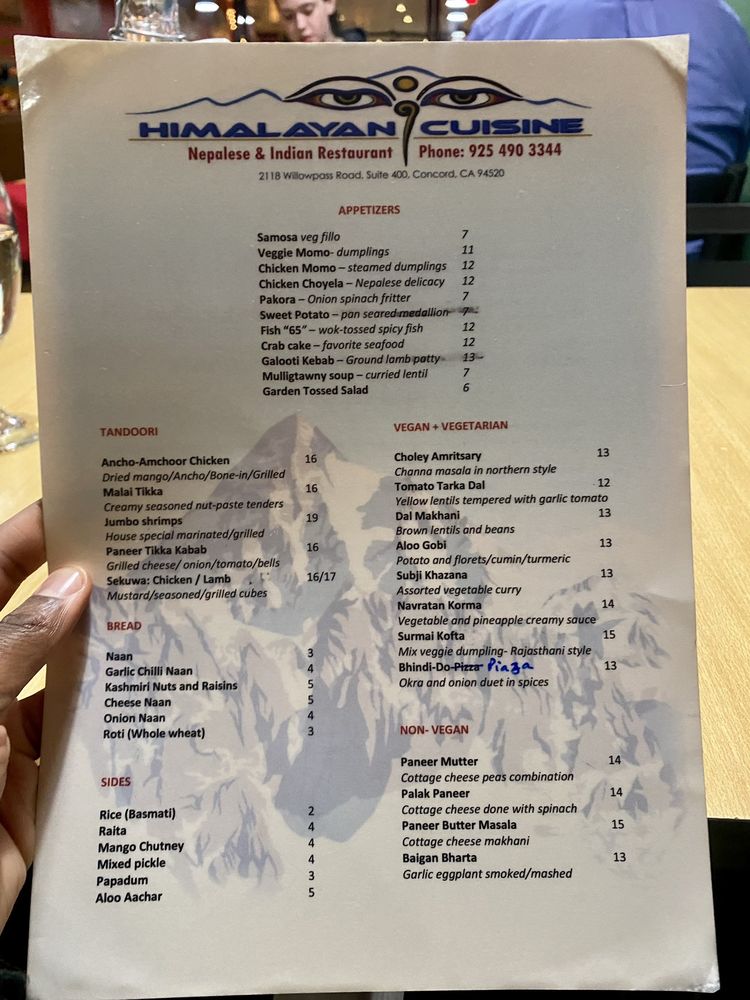 HIMALAYAN CUISINE
Nepalese & Indian Restaurant Phone: 925 490 3344
2118 Willowpass Road, Suite 400, Concord, CA 94520
APPETIZERS
Samosa veg fillo 7
Veggie Momo- dumplings 11
Chicken Momo – steamed dumplings 12
Chicken Choyela – Nepalese delicacy 12
Pakora – Onion spinach fritter 7
Sweet Potato – pan seared medallion 7
Fish "65" – wok-tossed spicy fish 12
Crab cake – favorite seafood 12
Galooti Kebab – Ground lamb patty 13
Mulligtawny soup – curried lentil 7
Garden Tossed Salad 6
TANDOORI
Ancho-Amchoor Chicken 16
Dried mango/Ancho/Bone-in/Grilled
Malai Tikka 16
Creamy seasoned nut-paste tenders
Jumbo shrimps 19
House special marinated/grilled
Paneer Tikka Kabab 16
Grilled cheese/ onion/tomato/bells
Sekuwa: Chicken / Lamb 16/17
Mustard/seasoned/grilled cubes
BREAD
Naan 3
Garlic Chilli Naan 4
Kashmiri Nuts and Raisins 5
Cheese Naan 5
Onion Naan 4
Roti (Whole wheat) 3
SIDES
Rice (Basmati) 2
Raita 4
Mango Chutney 4
Mixed pickle 4
Papadum 3
Aloo Aachar 5
VEGAN + VEGETARIAN
Choley Amritsary 13
Channa masala in northern style
Tomato Tarka Dal 12
Yellow lentils tempered with garlic tomato
Dal Makhani 13
Brown lentils and beans
Aloo Gobi 13
Potato and florets/cumin/turmeric
Subji Khazana 13
Assorted vegetable curry
Navratan Korma 14
Vegetable and pineapple creamy sauce
Surmai Kofta 15
Mix veggie dumpling- Rajasthani style
Bhindi-Do-Pizza Piaza 13
Okra and onion duet in spices
NON- VEGAN
Paneer Mutter 14
Cottage cheese peas combination
Palak Paneer 14
Cottage cheese done with spinach
Paneer Butter Masala 15
Cottage cheese makhani
Baigan Bharta 13
Garlic eggplant smoked/mashed